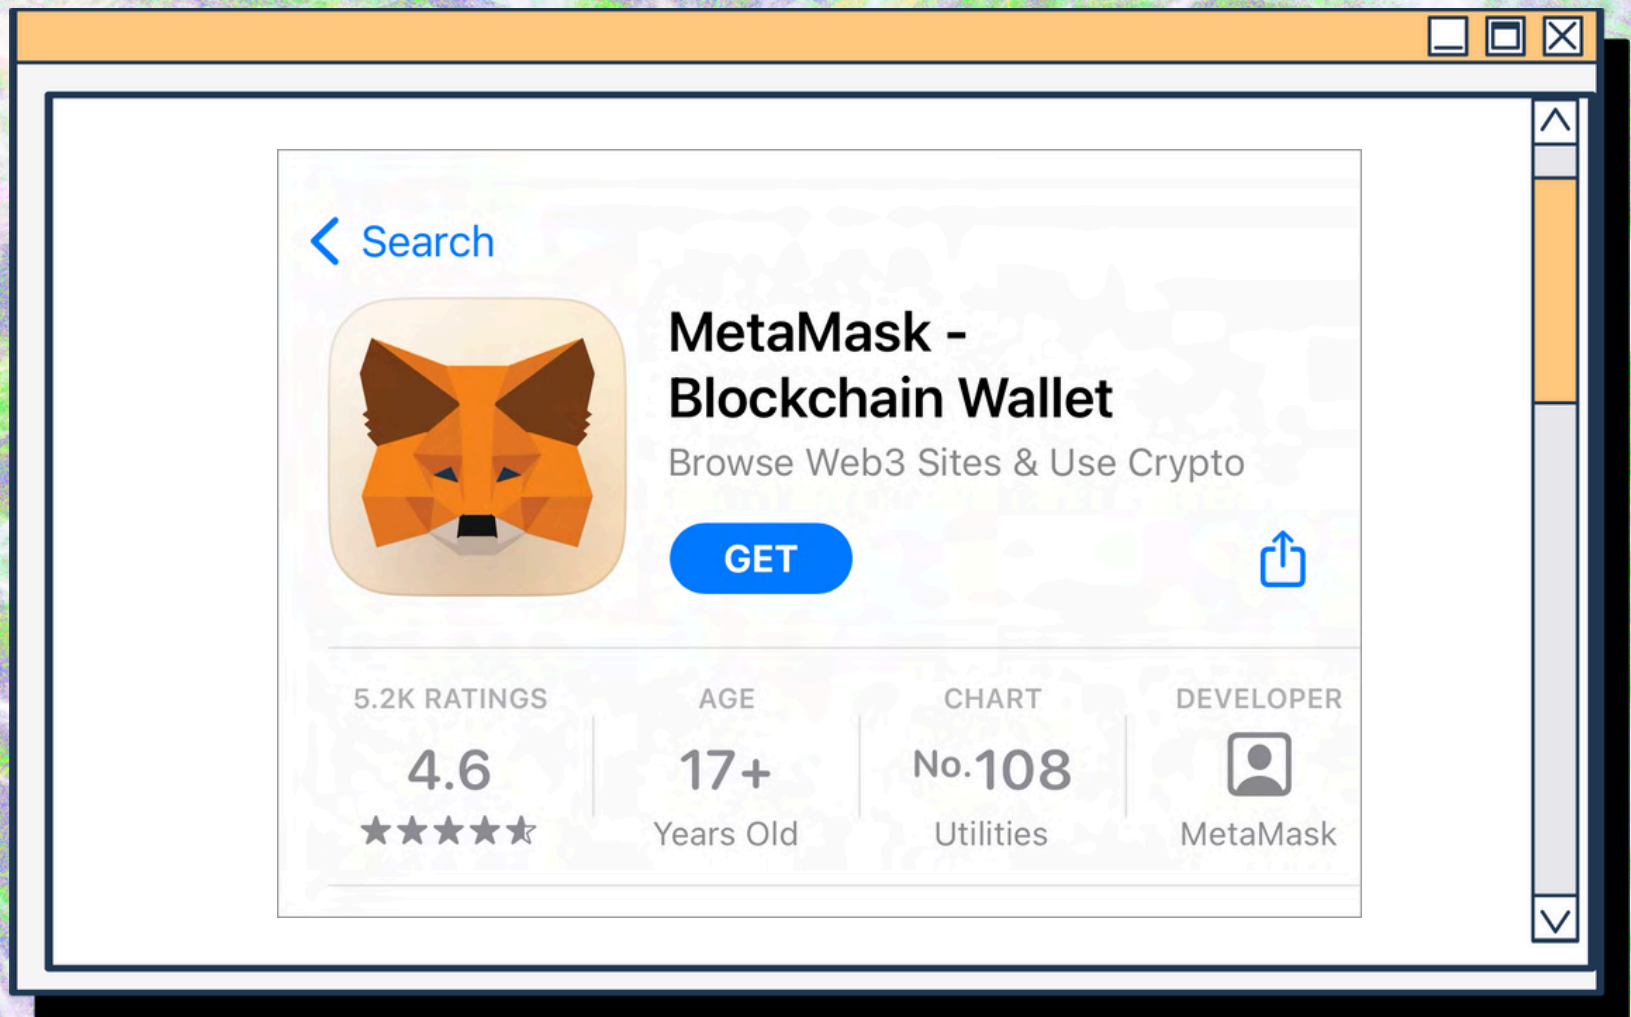 Search
MetaMask -
Blockchain Wallet
Browse Web3 Sites & Use Crypto
GET
5.2K RATINGS
4.6
AGE
17+
Years Old
CHART
No.108
Utilities
DEVELOPER
MetaMask